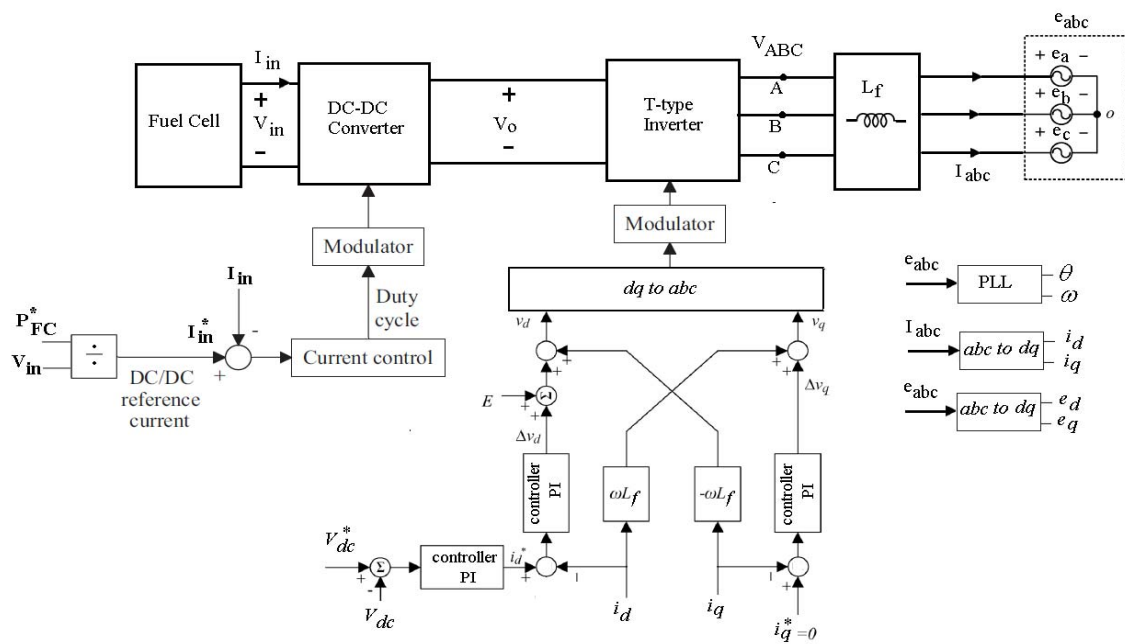 e_abc
I_in
V_ABC
+ e_a −
Fuel Cell
+
V_in
−
DC-DC
Converter
+
V_o
−
T-type
Inverter
A
B
C
L_f
+ e_b −
o
+ e_c −
I_abc
Modulator
Modulator
e_abc
PLL
θ
ω
dq to abc
I_in
Duty
cycle
P*_FC
V_in
÷
I*_in
-
+
Current control
DC/DC
reference
current
v_d
v_q
I_abc
abc to dq
i_d
i_q
+
+
+
+
E
+
+
Σ
Δv_d
Δv_q
e_abc
abc to dq
e_d
e_q
controller
PI
ωL_f
-ωL_f
controller
PI
V*_dc
+
Σ
-
V_dc
controller
PI
i_d*
+
-
-
+
i_d
i_q
i*_q =0